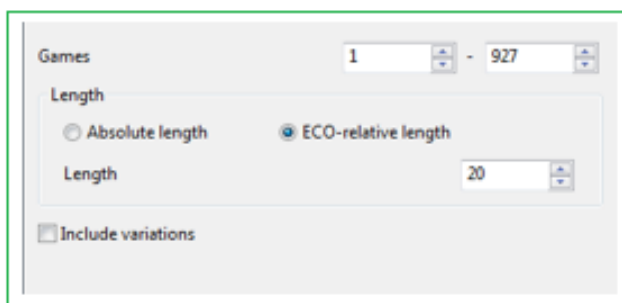 Games 1 - 927
Length
Absolute length ECO-relative length
Length 20
Include variations